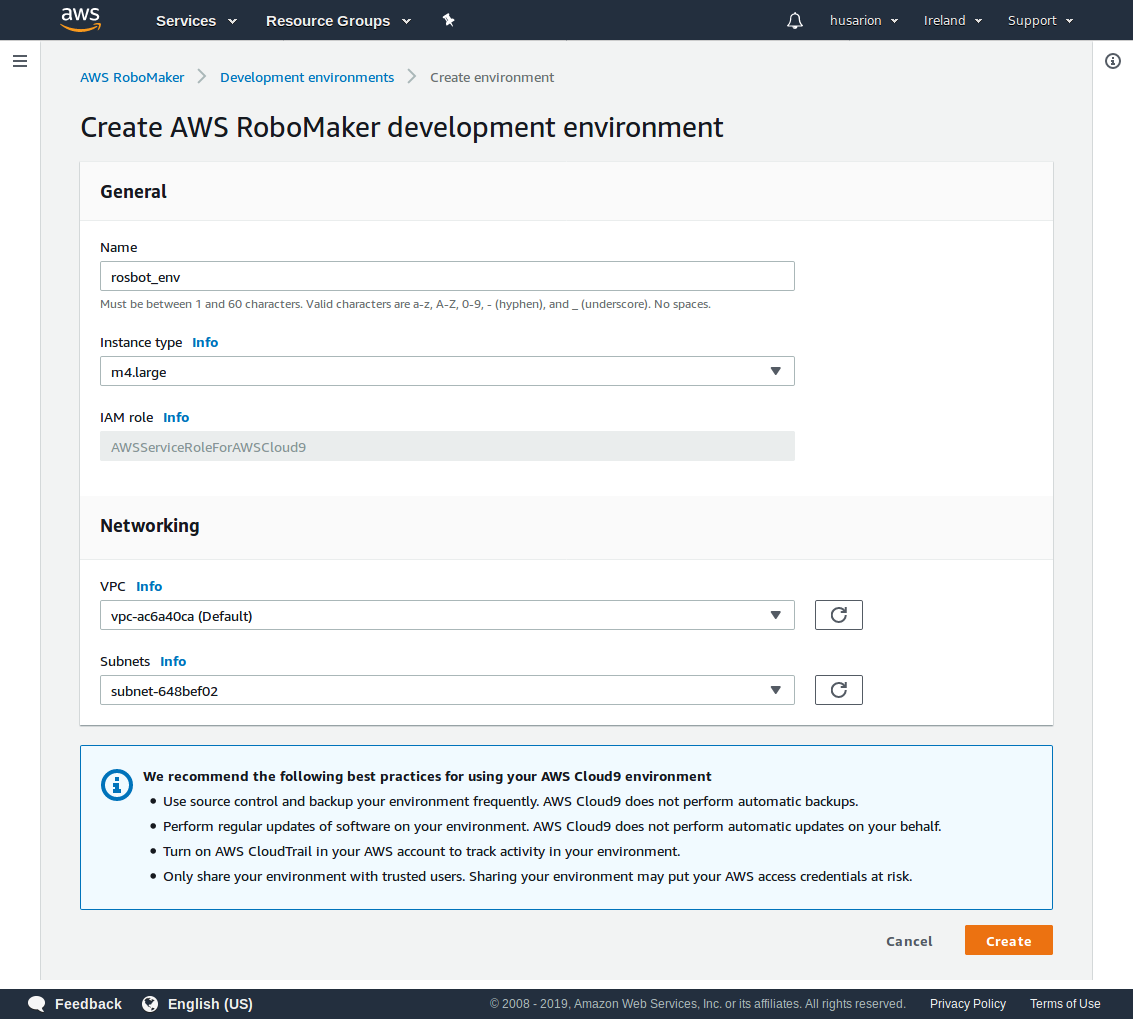 aws Services Resource Groups husarion Ireland Support
AWS RoboMaker Development environments Create environment
Create AWS RoboMaker development environment
General
Name
rosbot_env
Must be between 1 and 60 characters. Valid characters are a-z, A-Z, 0-9, - (hyphen), and _ (underscore). No spaces.
Instance type Info
m4.large
IAM role Info
AWSServiceRoleForAWSCloud9
Networking
VPC Info
vpc-ac6a40ca (Default)
Subnets Info
subnet-648bef02
We recommend the following best practices for using your AWS Cloud9 environment
• Use source control and backup your environment frequently. AWS Cloud9 does not perform automatic backups.
• Perform regular updates of software on your environment. AWS Cloud9 does not perform automatic updates on your behalf.
• Turn on AWS CloudTrail in your AWS account to track activity in your environment.
• Only share your environment with trusted users. Sharing your environment may put your AWS access credentials at risk.
Cancel Create
Feedback English (US) © 2008 - 2019, Amazon Web Services, Inc. or its affiliates. All rights reserved. Privacy Policy Terms of Use